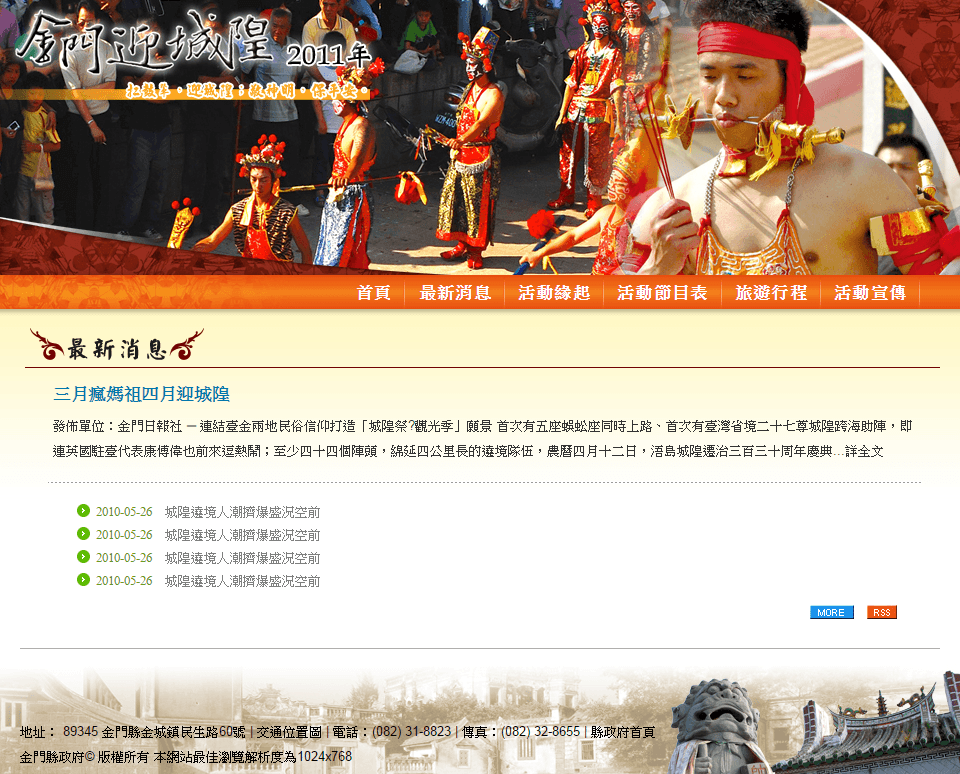 金門迎城隍 2011年
扛熱罪‧迎城隍；敬神明‧保平安‧
首頁 最新消息 活動緣起 活動節目表 旅遊行程 活動宣傳
最新消息
三月瘋媽祖四月迎城隍
發佈單位：金門日報社 － 連結臺金兩地民俗信仰打造「城隍祭?觀光季」願景 首次有五座蜈蚣座同時上路、首次有臺灣省境二十七尊城隍跨海助陣，即
連英國駐臺代表康傅偉也前來逗熱鬧；至少四十四個陣頭，綿延四公里長的遶境隊伍，農曆四月十二日，浯島城隍遷治三百三十周年慶典...詳全文
2010-05-26 城隍遶境人潮擠爆盛況空前
2010-05-26 城隍遶境人潮擠爆盛況空前
2010-05-26 城隍遶境人潮擠爆盛況空前
2010-05-26 城隍遶境人潮擠爆盛況空前
MORE RSS
地址： 89345 金門縣金城鎮民生路60號 | 交通位置圖 | 電話：(082) 31-8823 | 傳真：(082) 32-8655 | 縣政府首頁
金門縣政府© 版權所有 本網站最佳瀏覽解析度為1024x768